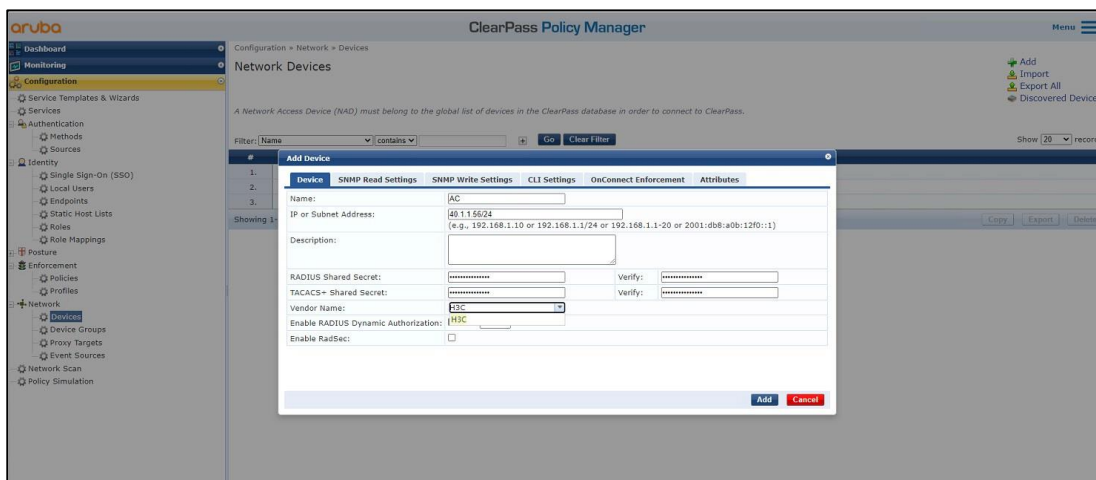 aruba
ClearPass Policy Manager
Menu
Dashboard
Monitoring
Configuration
Service Templates & Wizards
Services
Authentication
Methods
Sources
Identity
Single Sign-On (SSO)
Local Users
Endpoints
Static Host Lists
Roles
Role Mappings
Posture
Enforcement
Policies
Profiles
Network
Devices
Device Groups
Proxy Targets
Event Sources
Network Scan
Policy Simulation
Configuration » Network » Devices
Network Devices
Add
Import
Export All
Discovered Device
A Network Access Device (NAD) must belong to the global list of devices in the ClearPass database in order to connect to ClearPass.
Filter: Name contains Go Clear Filter Show 20 recor
#
1.
2.
3.
Showing 1-
Copy Export Delete
Add Device
Device SNMP Read Settings SNMP Write Settings CLI Settings OnConnect Enforcement Attributes
Name: AC
IP or Subnet Address: 40.1.1.56/24
(e.g., 192.168.1.10 or 192.168.1.1/24 or 192.168.1.1-20 or 2001:db8:a0b:12f0::1)
Description:
RADIUS Shared Secret: Verify:
TACACS+ Shared Secret: Verify:
Vendor Name: H3C
H3C
Enable RADIUS Dynamic Authorization:
Enable RadSec:
Add Cancel